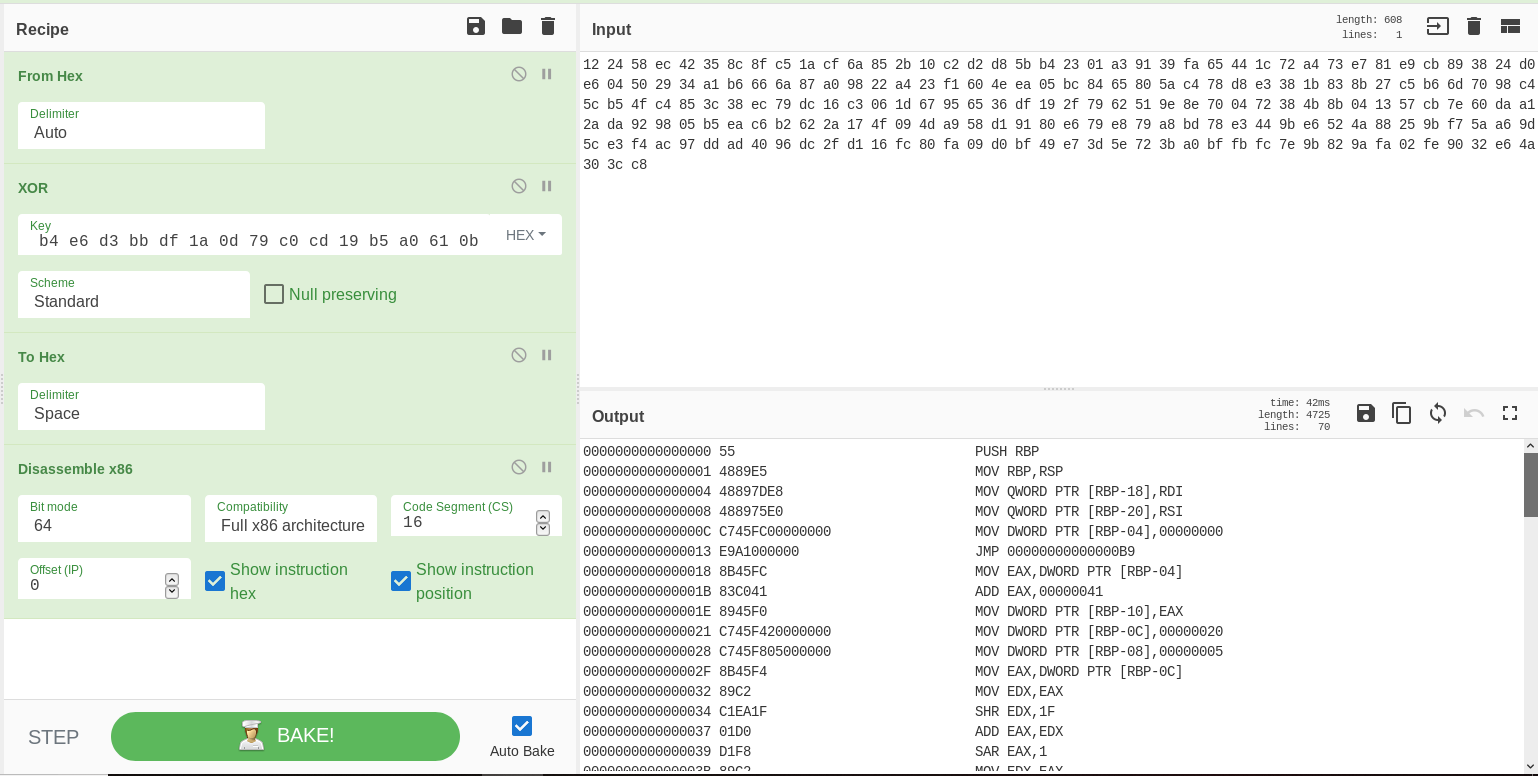 Recipe
From Hex
Delimiter
Auto
XOR
Key
b4 e6 d3 bb df 1a 0d 79 c0 cd 19 b5 a0 61 0b
HEX
Scheme
Standard
Null preserving
To Hex
Delimiter
Space
Disassemble x86
Bit mode
64
Compatibility
Full x86 architecture
Code Segment (CS)
16
Offset (IP)
0
Show instruction
hex
Show instruction
position
STEP
BAKE!
Auto Bake
Input
length: 608
lines: 1
12 24 58 ec 42 35 8c 8f c5 1a cf 6a 85 2b 10 c2 d2 d8 5b b4 23 01 a3 91 39 fa 65 44 1c 72 a4 73 e7 81 e9 cb 89 38 24 d0
e6 04 50 29 34 a1 b6 66 6a 87 a0 98 22 a4 23 f1 60 4e ea 05 bc 84 65 80 5a c4 78 d8 e3 38 1b 83 8b 27 c5 b6 6d 70 98 c4
5c b5 4f c4 85 3c 38 ec 79 dc 16 c3 06 1d 67 95 65 36 df 19 2f 79 62 51 9e 8e 70 04 72 38 4b 8b 04 13 57 cb 7e 60 da a1
2a da 92 98 05 b5 ea c6 b2 62 2a 17 4f 09 4d a9 58 d1 91 80 e6 79 e8 79 a8 bd 78 e3 44 9b e6 52 4a 88 25 9b f7 5a a6 9d
5c e3 f4 ac 97 dd ad 40 96 dc 2f d1 16 fc 80 fa 09 d0 bf 49 e7 3d 5e 72 3b a0 bf fb fc 7e 9b 82 9a fa 02 fe 90 32 e6 4a
30 3c c8
Output
time: 42ms
length: 4725
lines: 70
0000000000000000 55 PUSH RBP
0000000000000001 4889E5 MOV RBP,RSP
0000000000000004 48897DE8 MOV QWORD PTR [RBP-18],RDI
0000000000000008 488975E0 MOV QWORD PTR [RBP-20],RSI
000000000000000C C745FC00000000 MOV DWORD PTR [RBP-04],00000000
0000000000000013 E9A1000000 JMP 00000000000000B9
0000000000000018 8B45FC MOV EAX,DWORD PTR [RBP-04]
000000000000001B 83C041 ADD EAX,00000041
000000000000001E 8945F0 MOV DWORD PTR [RBP-10],EAX
0000000000000021 C745F420000000 MOV DWORD PTR [RBP-0C],00000020
0000000000000028 C745F805000000 MOV DWORD PTR [RBP-08],00000005
000000000000002F 8B45F4 MOV EAX,DWORD PTR [RBP-0C]
0000000000000032 89C2 MOV EDX,EAX
0000000000000034 C1EA1F SHR EDX,1F
0000000000000037 01D0 ADD EAX,EDX
0000000000000039 D1F8 SAR EAX,1
000000000000003B 89C2 MOV EDX,EAX